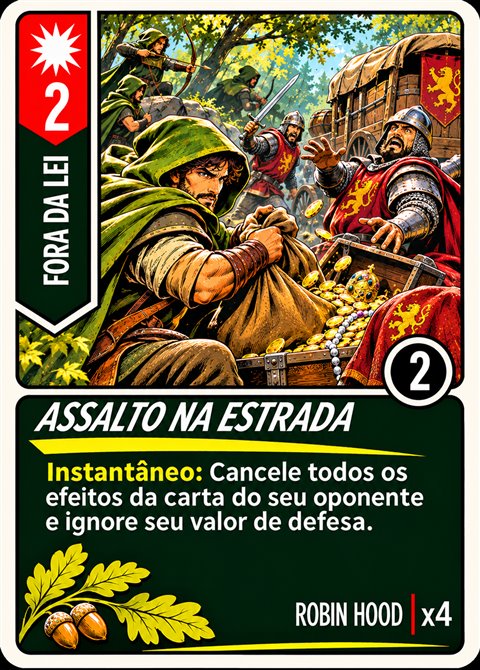 2
FORA DA LEI
2
ASSALTO NA ESTRADA
Instantâneo: Cancele todos os
efeitos da carta do seu oponente
e ignore seu valor de defesa.
ROBIN HOOD | x4